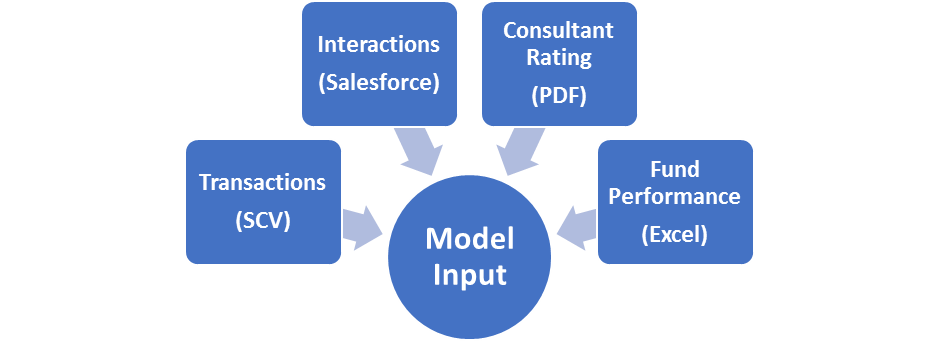 Interactions
(Salesforce)
Consultant
Rating
(PDF)
Transactions
(SCV)
Fund
Performance
(Excel)
Model
Input